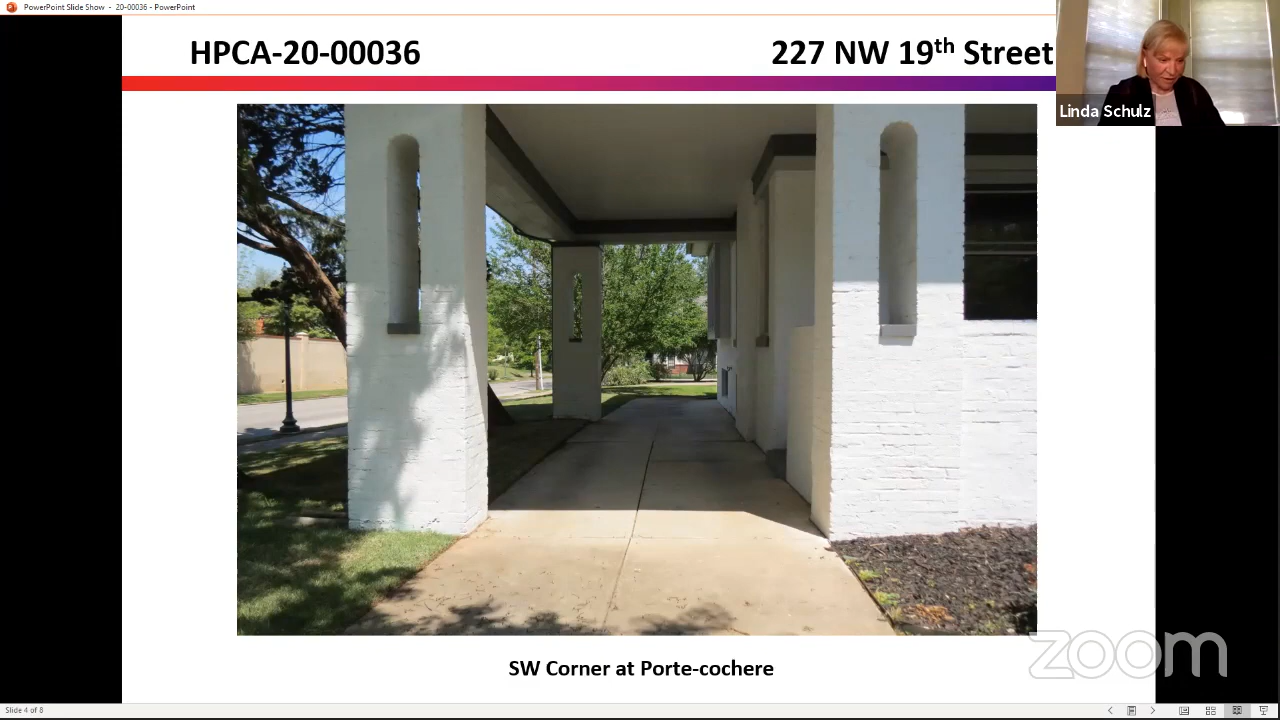 PowerPoint Slide Show - 20-00036 - PowerPoint
HPCA-20-00036
227 NW 19th Street
Linda Schulz
SW Corner at Porte-cochere
zoom
Slide 4 of 8